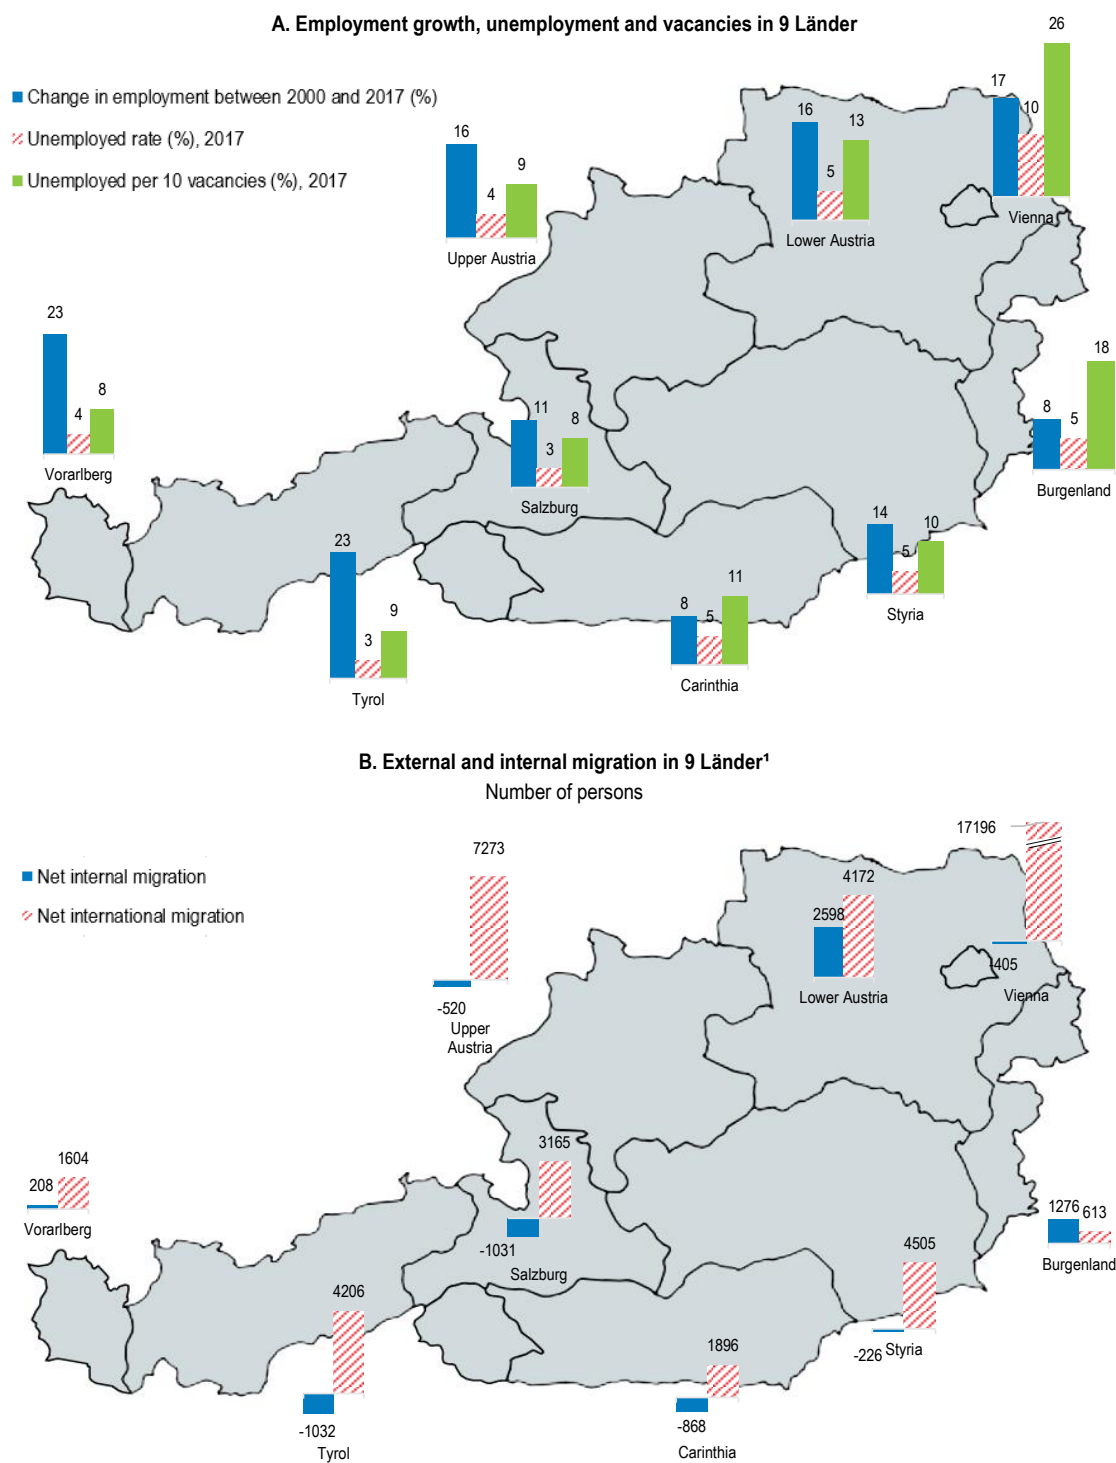 A. Employment growth, unemployment and vacancies in 9 Länder
Change in employment between 2000 and 2017 (%)
Unemployed rate (%), 2017
Unemployed per 10 vacancies (%), 2017
16
4
9
Upper Austria
16
5
13
Lower Austria
17
10
26
Vienna
23
4
8
Vorarlberg
11
3
8
Salzburg
8
5
18
Burgenland
23
3
9
Tyrol
8
5
11
Carinthia
14
5
10
Styria
B. External and internal migration in 9 Länder¹
Number of persons
Net internal migration
Net international migration
7273
-520
Upper
Austria
2598
4172
Lower Austria
17196
-405
Vienna
208
1604
Vorarlberg
3165
-1031
Salzburg
1276
613
Burgenland
4206
-1032
Tyrol
1896
-868
Carinthia
4505
-226
Styria